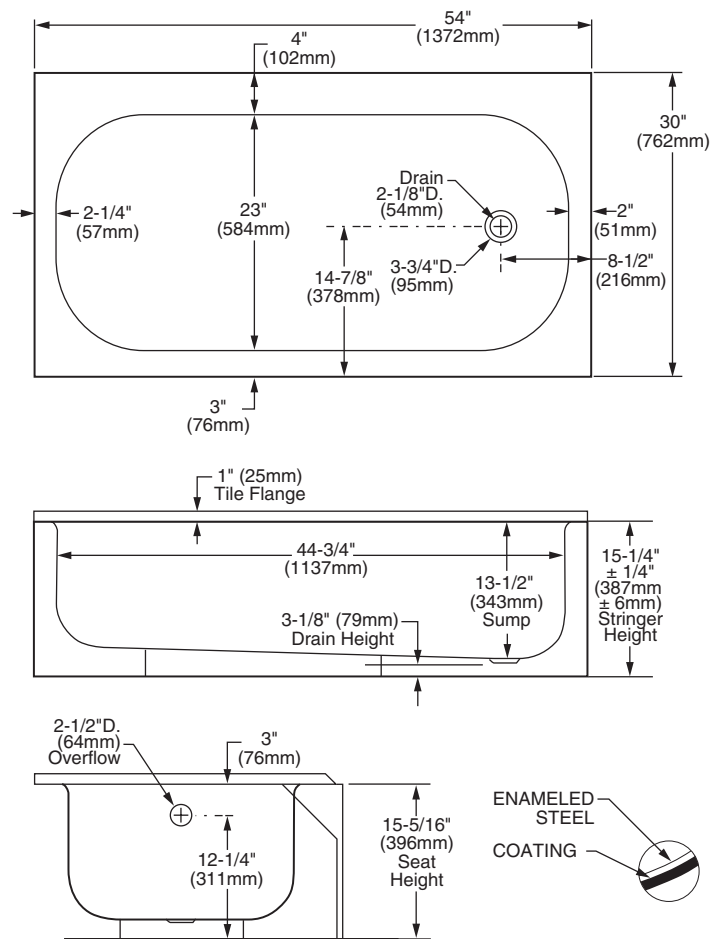 54"
(1372mm)
4"
(102mm)
30"
(762mm)
2-1/4"
(57mm)
23"
(584mm)
Drain
2-1/8"D.
(54mm)
2"
(51mm)
14-7/8"
(378mm)
3-3/4"D.
(95mm)
8-1/2"
(216mm)
3"
(76mm)
1" (25mm)
Tile Flange
44-3/4"
(1137mm)
13-1/2"
(343mm)
Sump
15-1/4"
± 1/4"
(387mm
± 6mm)
Stringer
Height
3-1/8" (79mm)
Drain Height
2-1/2"D.
(64mm)
Overflow
3"
(76mm)
12-1/4"
(311mm)
15-5/16"
(396mm)
Seat
Height
ENAMELED
STEEL
COATING